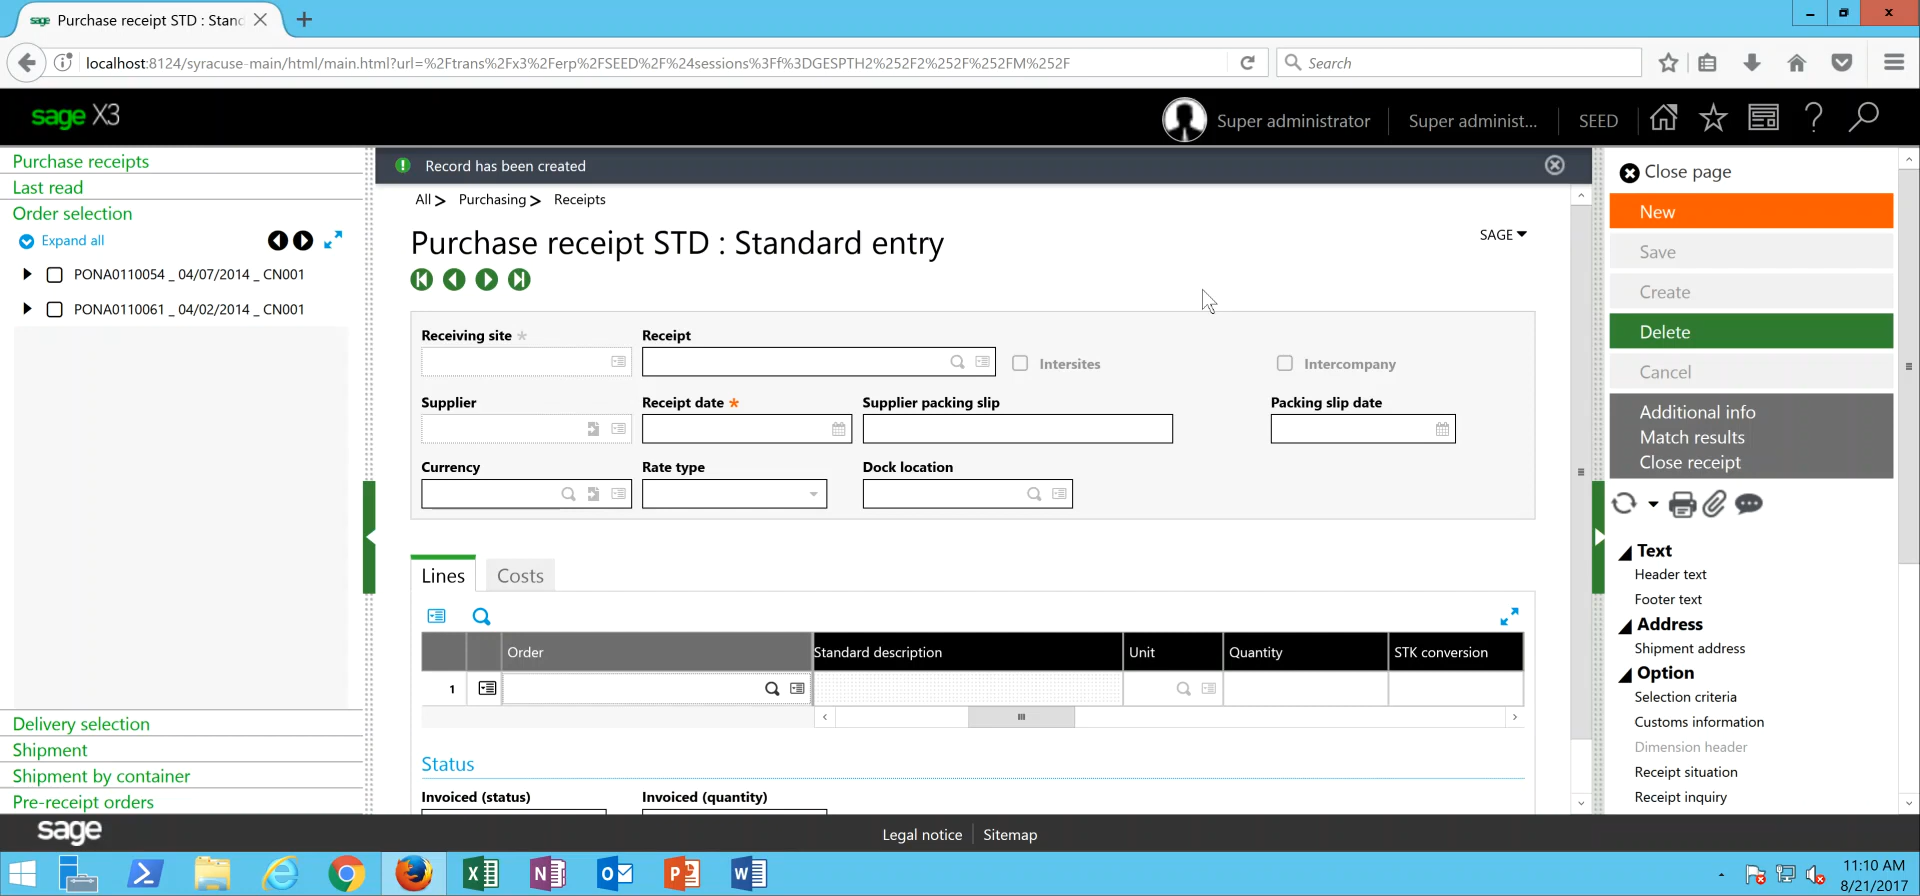 sage Purchase receipt STD : Stand
localhost:8124/syracuse-main/html/main.html?url=%2Ftrans%2Fx3%2Ferp%2FSEED%2F%24sessions%3Ff%3DGESPTH2%252F2%252F%252FM%252F
Search
sage X3
Super administrator
Super administ...
SEED
Purchase receipts
Last read
Order selection
Expand all
PONA0110054 _ 04/07/2014 _ CN001
PONA0110061 _ 04/02/2014 _ CN001
Delivery selection
Shipment
Shipment by container
Pre-receipt orders
Record has been created
All > Purchasing > Receipts
Purchase receipt STD : Standard entry
SAGE
Receiving site * Receipt
Intersites Intercompany
Supplier Receipt date * Supplier packing slip Packing slip date
Currency Rate type Dock location
Lines Costs
Order Standard description Unit Quantity STK conversion
1
Status
Invoiced (status) Invoiced (quantity)
Close page
New
Save
Create
Delete
Cancel
Additional info
Match results
Close receipt
Text
Header text
Footer text
Address
Shipment address
Option
Selection criteria
Customs information
Dimension header
Receipt situation
Receipt inquiry
sage
Legal notice Sitemap
11:10 AM
8/21/2017